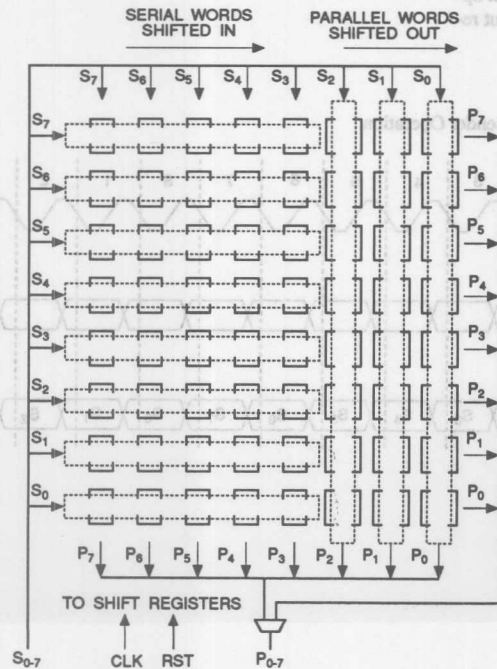 SERIAL WORDS
SHIFTED IN
PARALLEL WORDS
SHIFTED OUT
S7 S6 S5 S4 S3 S2 S1 S0
S7 P7
S6 P6
S5 P5
S4 P4
S3 P3
S2 P2
S1 P1
S0 P0
P7 P6 P5 P4 P3 P2 P1 P0
TO SHIFT REGISTERS
S0-7 CLK RST P0-7